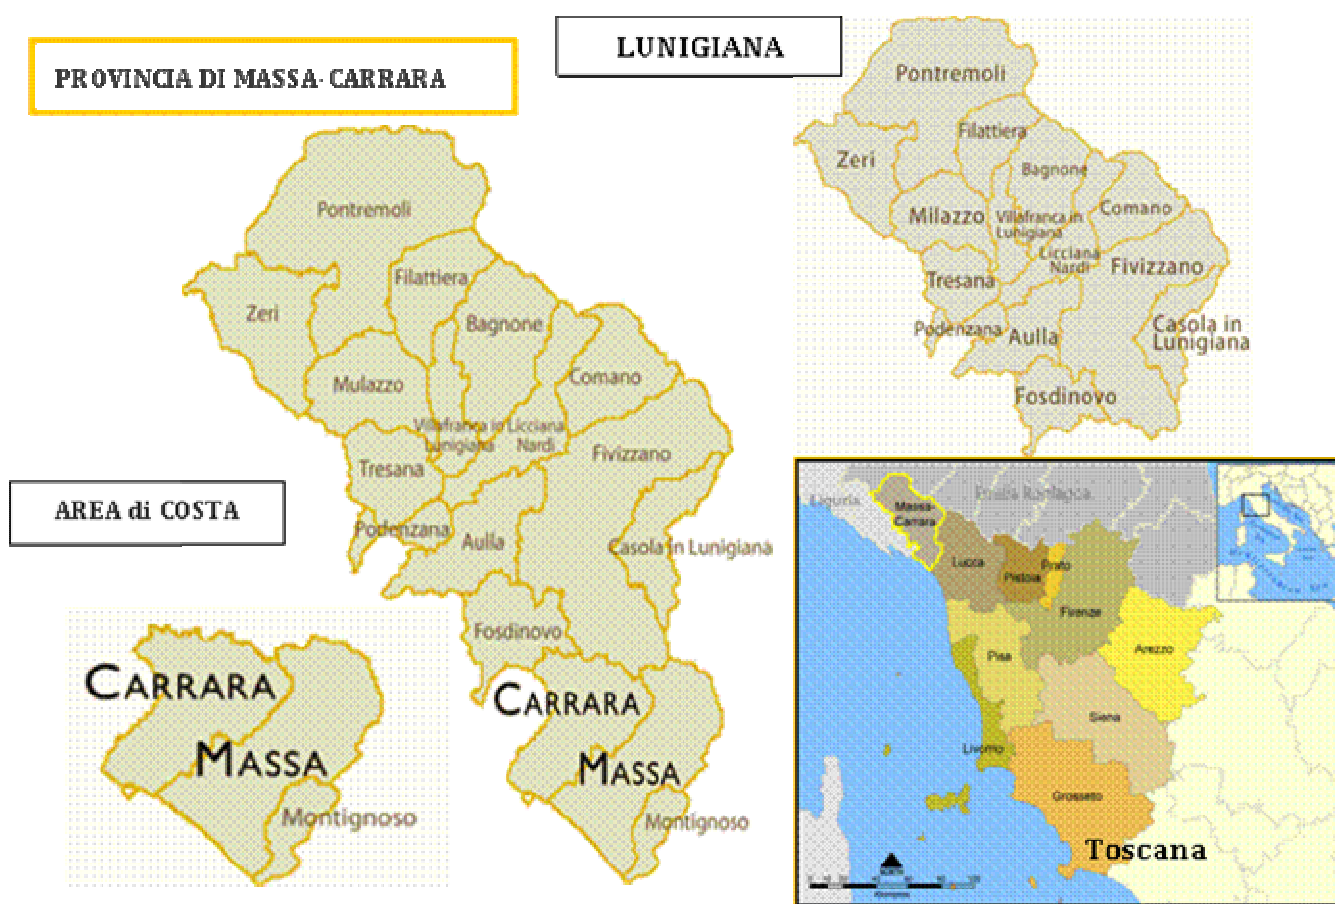 PROVINCIA DI MASSA-CARRARA
Pontremoli
Filattiera
Zeri
Bagnone
Mulazzo
Comano
Villafranca in
Lunigiana
Licciana
Nardi
Tresana
Fivizzano
Podenzana
Aulla
Casola in Lunigiana
Fosdinovo
CARRARA
MASSA
Montignoso
LUNIGIANA
Pontremoli
Filattiera
Zeri
Bagnone
Milazzo
Comano
Villafranca in
Lunigiana
Licciana
Nardi
Tresana
Fivizzano
Podenzana
Aulla
Casola in
Lunigiana
Fosdinovo
AREA di COSTA
CARRARA
MASSA
Montignoso
Liguria
Massa-
Carrara
Lucca
Pistoia
Prato
Firenze
Pisa
Arezzo
Siena
Livorno
Grosseto
Toscana